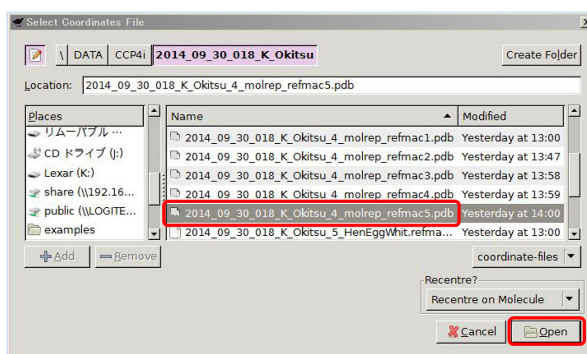 Select Coordinates File
\ DATA CCP4i 2014_09_30_018_K_Okitsu Create Folder
Location: 2014_09_30_018_K_Okitsu_4_molrep_refmac5.pdb
Places Name Modified
リムーバブル …
CD ドライブ (J:)
Lexar (K:)
share (\\192.16...
public (\\LOGITE...
examples
2014_09_30_018_K_Okitsu_4_molrep_refmac1.pdb Yesterday at 13:00
2014_09_30_018_K_Okitsu_4_molrep_refmac2.pdb Yesterday at 13:47
2014_09_30_018_K_Okitsu_4_molrep_refmac3.pdb Yesterday at 13:58
2014_09_30_018_K_Okitsu_4_molrep_refmac4.pdb Yesterday at 13:59
2014_09_30_018_K_Okitsu_4_molrep_refmac5.pdb Yesterday at 14:00
2014_09_30_018_K_Okitsu_5_HenEggWhit.refma... Yesterday at 13:00
Add Remove coordinate-files
Recentre?
Recentre on Molecule
Cancel Open